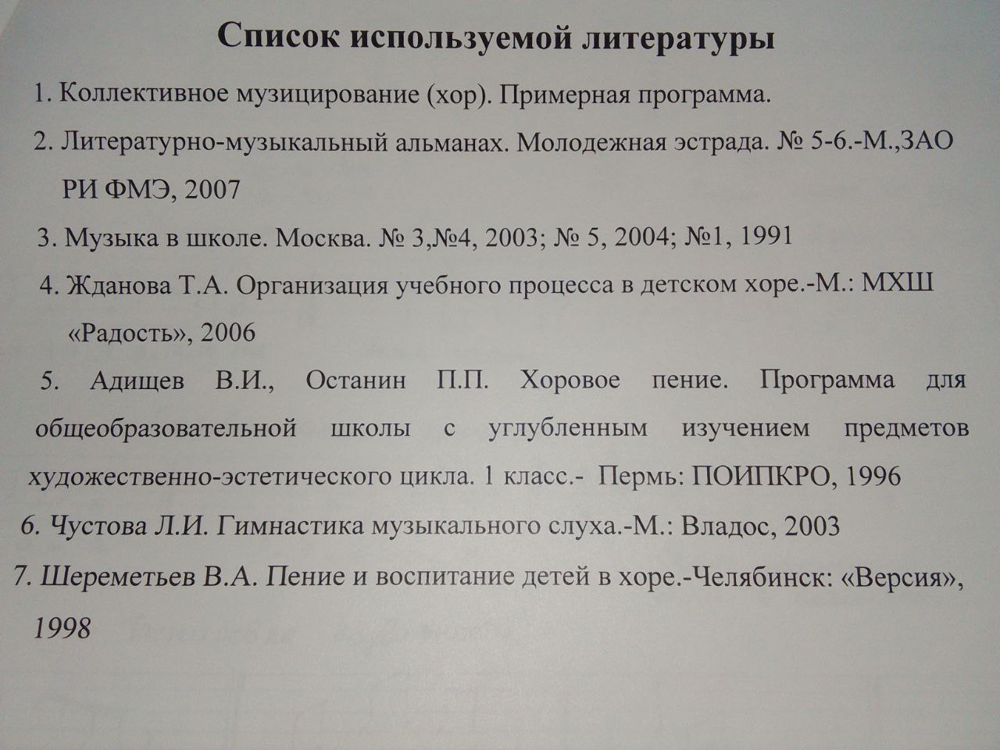 Список используемой литературы
1. Коллективное музицирование (хор). Примерная программа.
2. Литературно-музыкальный альманах. Молодежная эстрада. № 5-6.-М.,ЗАО
РИ ФМЭ, 2007
3. Музыка в школе. Москва. № 3,№4, 2003; № 5, 2004; №1, 1991
4. Жданова Т.А. Организация учебного процесса в детском хоре.-М.: МХШ
«Радость», 2006
5. Адищев В.И., Останин П.П. Хоровое пение. Программа для
общеобразовательной школы с углубленным изучением предметов
художественно-эстетического цикла. 1 класс.- Пермь: ПОИПКРО, 1996
6. Чустова Л.И. Гимнастика музыкального слуха.-М.: Владос, 2003
7. Шереметьев В.А. Пение и воспитание детей в хоре.-Челябинск: «Версия»,
1998